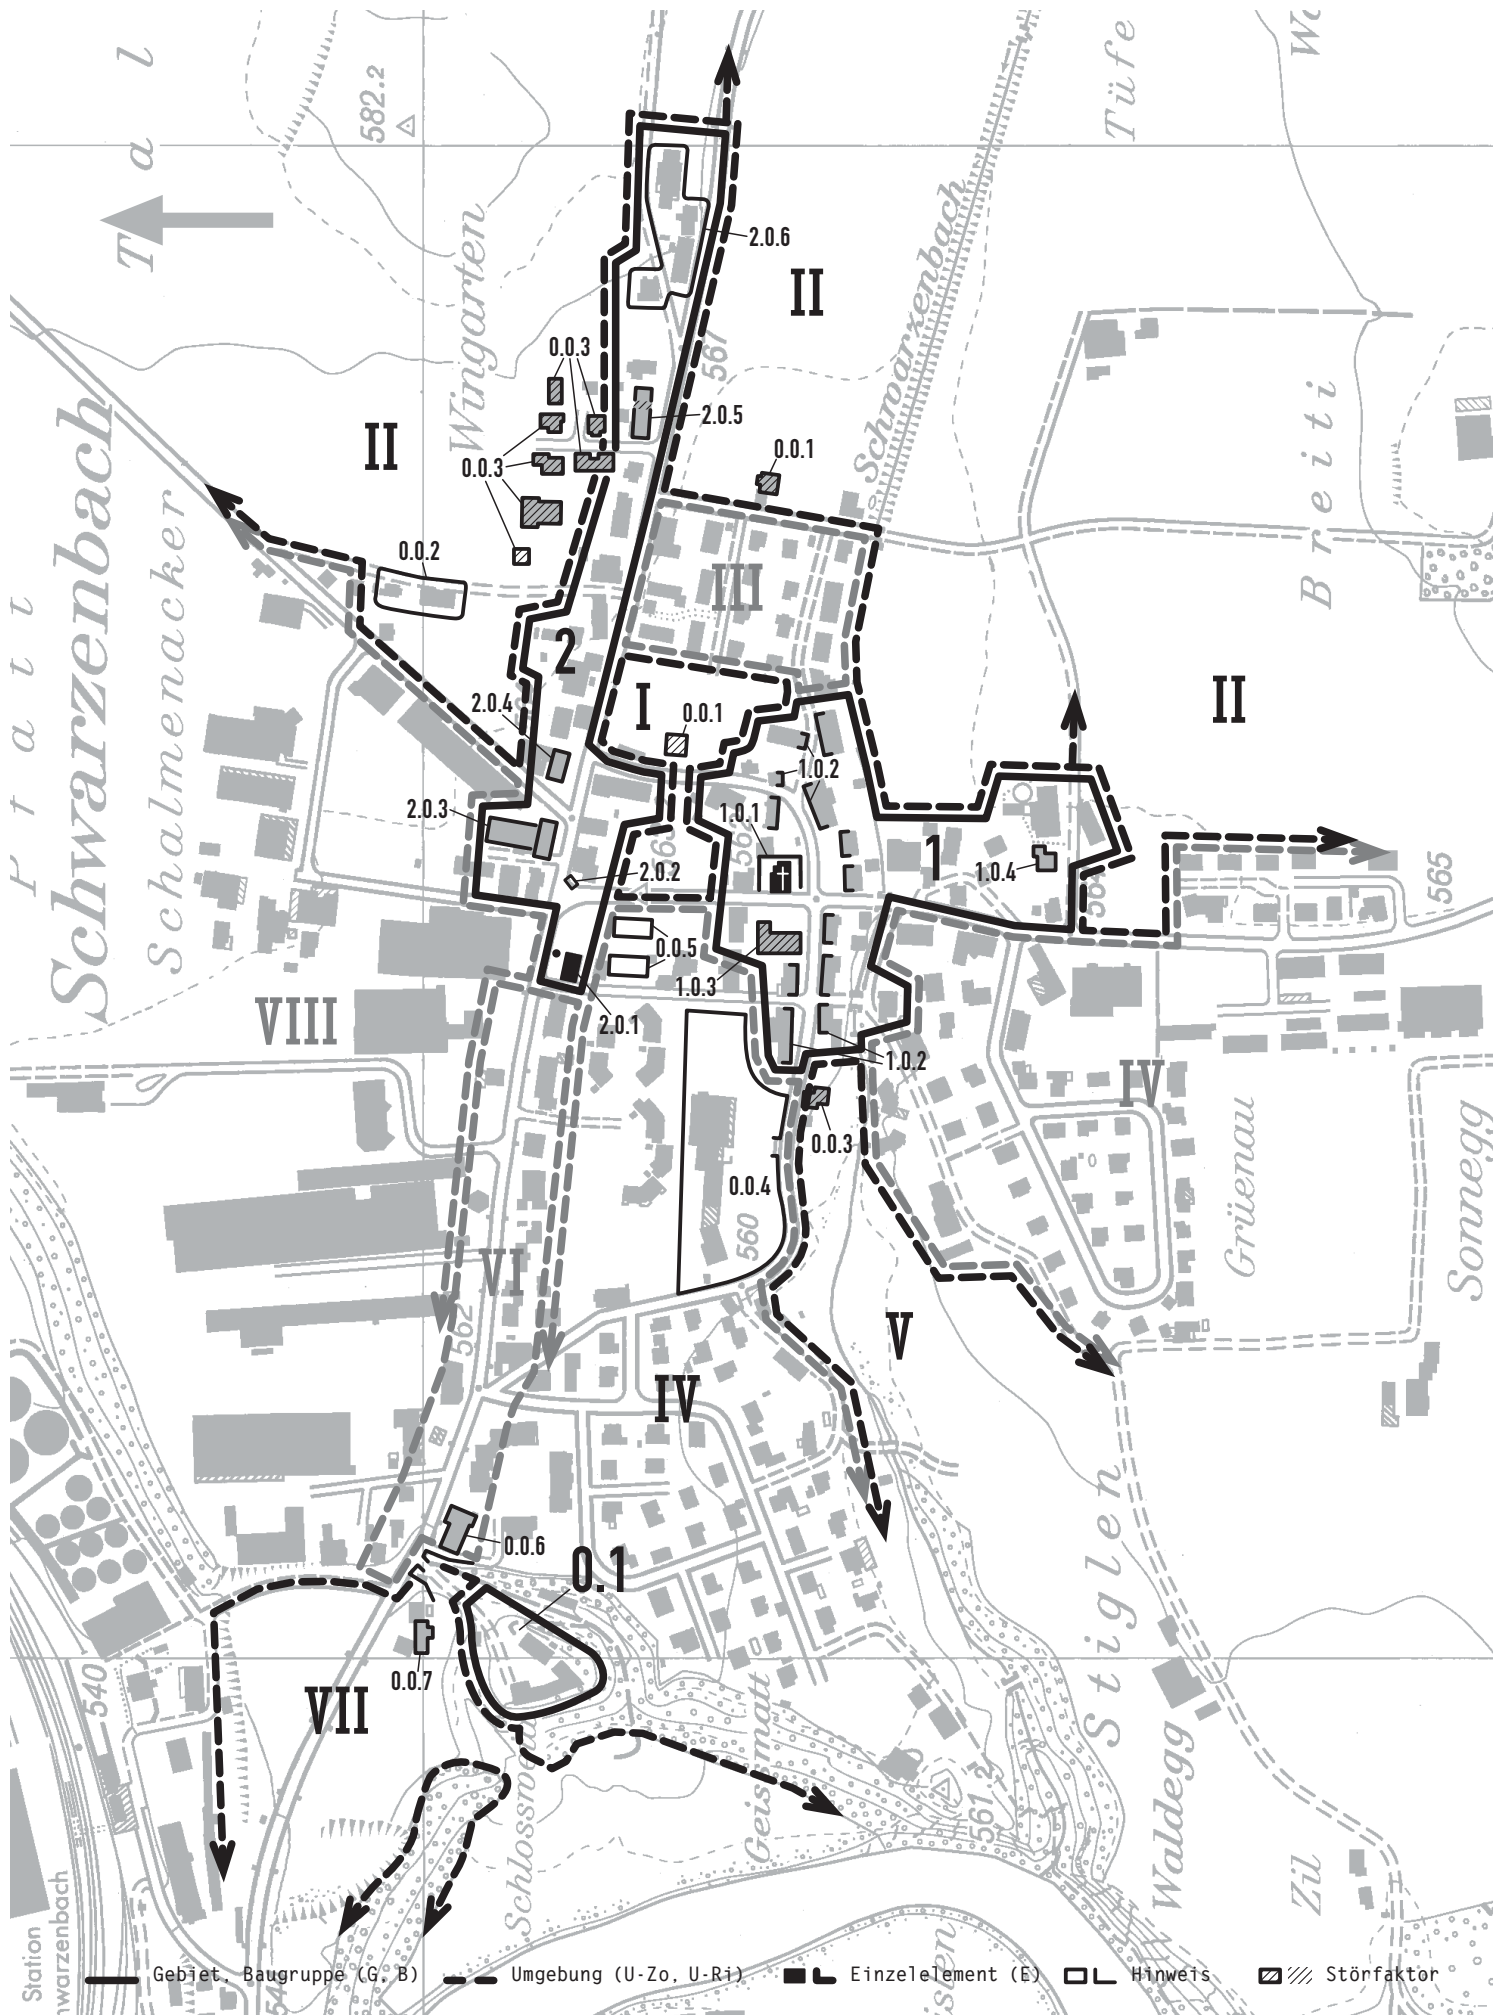 Tal
582.2
Tüfe
Wingarten
2.0.6
II
Schwarzenbach
567
0.0.3
II
Schwarzenbach
Schalmenacker
Platt
2.0.5
0.0.1
0.0.3
0.0.2
Breiti
III
2
I
II
2.0.4
0.0.1
1.0.2
2.0.3
1.0.1
1
2.0.2
1.0.4
565
0.0.5
1.0.3
VIII
2.0.1
1.0.2
IV
0.0.3
Grüenau
Sonnegg
0.0.4
560
VI
562
V
IV
0.0.6
0.1
Stiglen
0.0.7
540
VII
Geismatt
561.2
Waldegg
Zil
Station
Gebiet, Baugruppe (G, B)
Umgebung (U-Zo, U-Ri)
Einzelelement (E)
Hinweis
Störfaktor